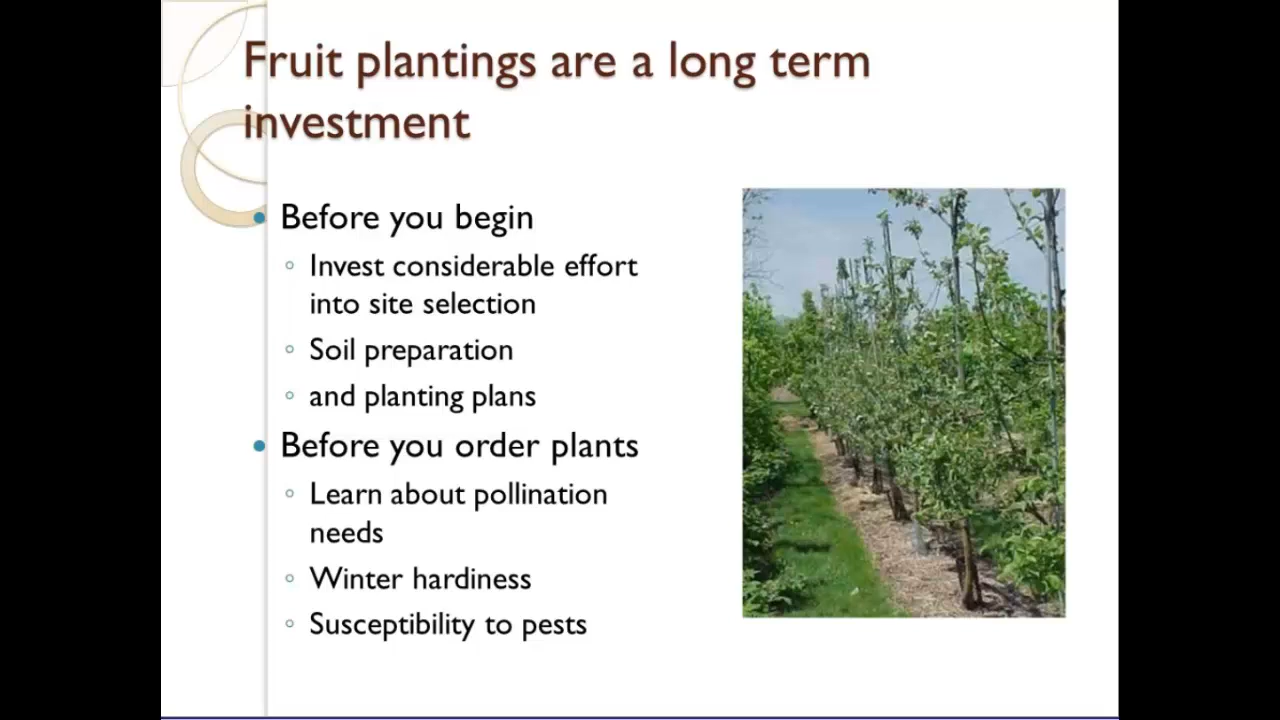 Fruit plantings are a long term
investment
Before you begin
Invest considerable effort
into site selection
Soil preparation
and planting plans
Before you order plants
Learn about pollination
needs
Winter hardiness
Susceptibility to pests